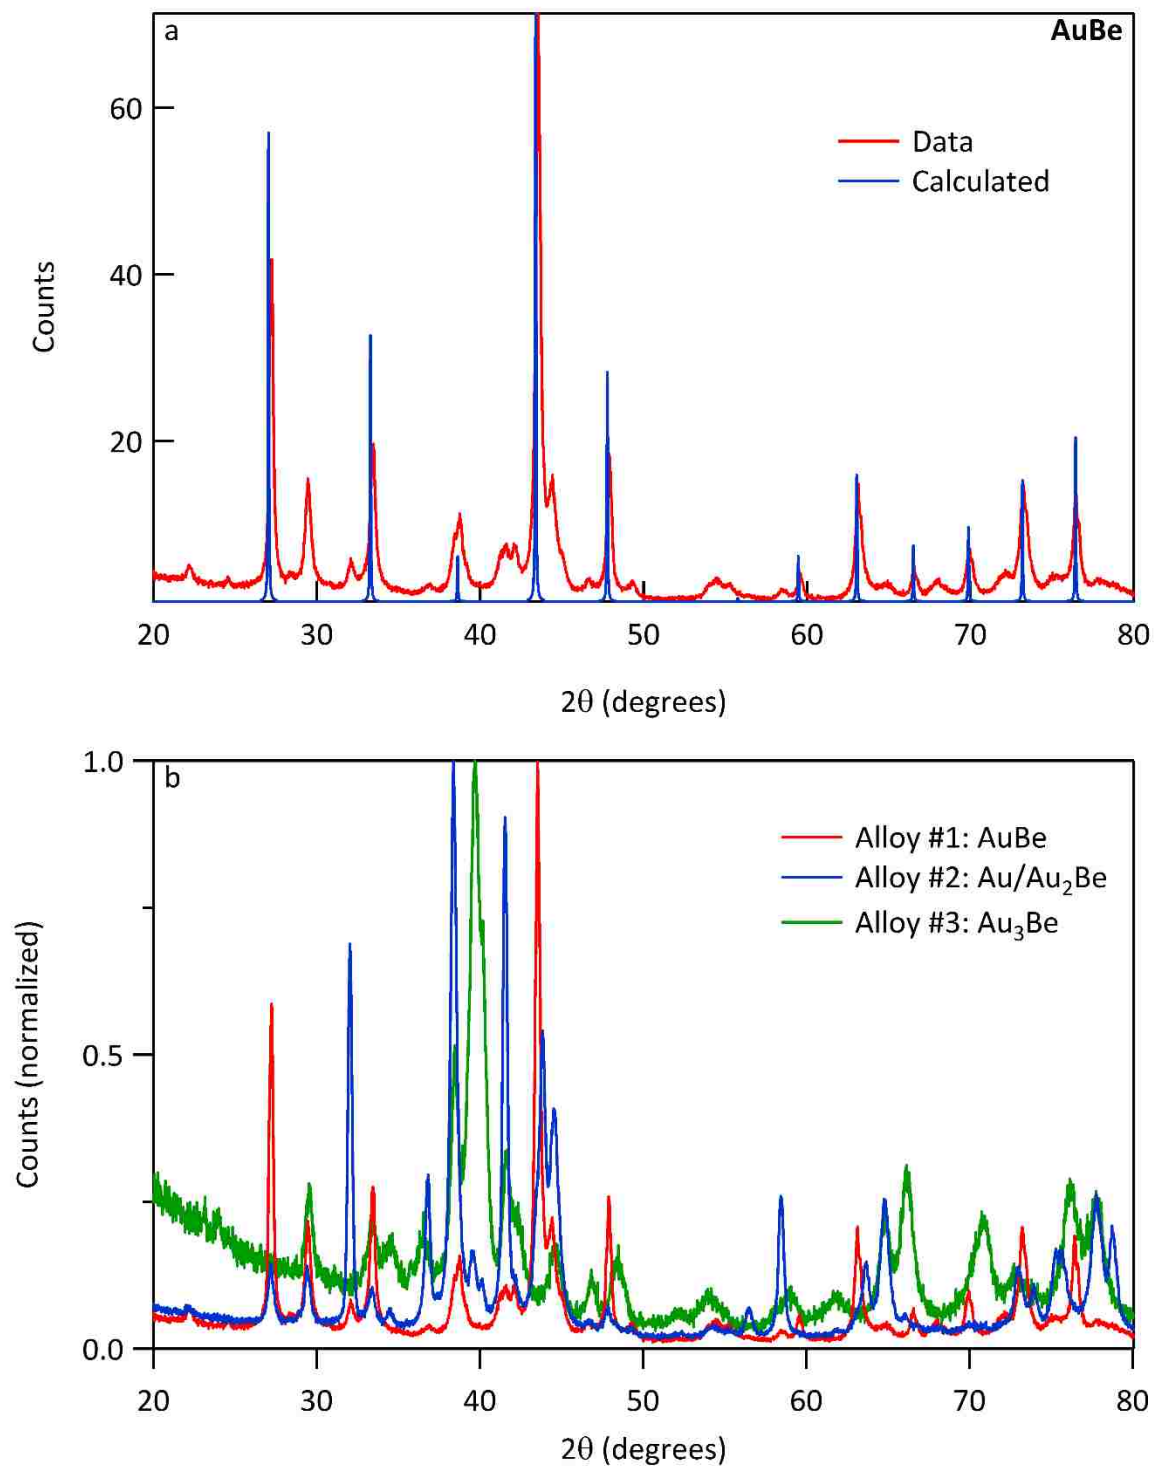 a
AuBe
60
Data
Calculated
40
Counts
20
20 30 40 50 60 70 80
2θ (degrees)
1.0
b
Alloy #1: AuBe
Alloy #2: Au/Au₂Be
Alloy #3: Au₃Be
0.5
Counts (normalized)
0.0
20 30 40 50 60 70 80
2θ (degrees)